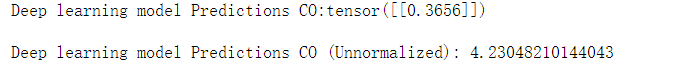 Deep learning model Predictions CO:tensor([[0.3656]])
Deep learning model Predictions CO (Unnormalized): 4.23048210144043